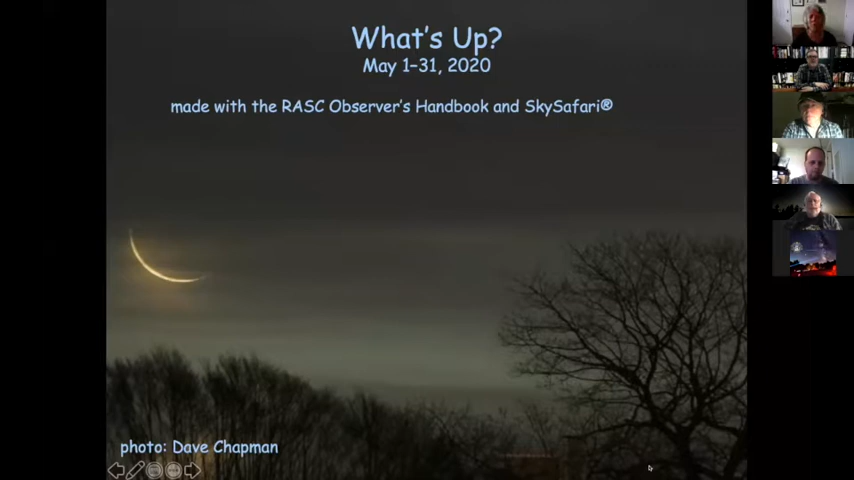 What's Up?
May 1–31, 2020
made with the RASC Observer's Handbook and SkySafari®
photo: Dave Chapman